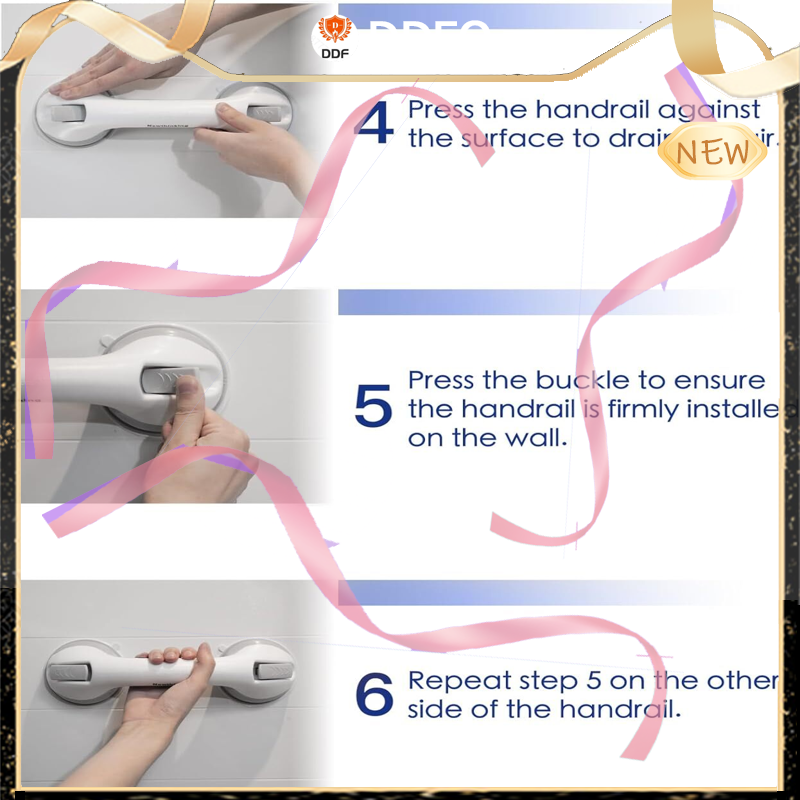 DDF
4
Press the handrail against
the surface to drain air.
NEW
5
Press the buckle to ensure
the handrail is firmly installed
on the wall.
6
Repeat step 5 on the other
side of the handrail.